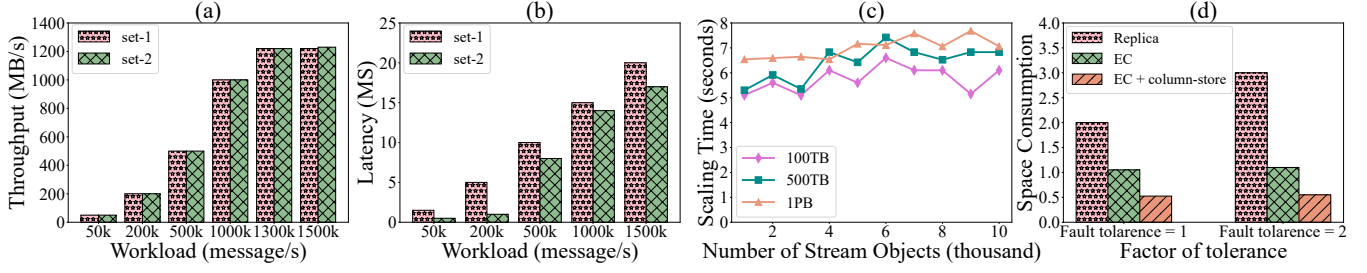 (a)
Throughput (MB/s)
1400
1200
1000
800
600
400
200
0
set-1
set-2
50k 200k 500k 1000k 1300k 1500k
Workload (message/s)
(b)
Latency (MS)
20
15
10
5
0
set-1
set-2
50k 200k 500k 1000k 1500k
Workload (message/s)
(c)
Scaling Time (seconds)
8
7
6
5
4
3
2
1
0
100TB
500TB
1PB
2 4 6 8 10
Number of Stream Objects (thousand)
(d)
Space Consumption
4.0
3.5
3.0
2.5
2.0
1.5
1.0
0.5
0.0
Replica
EC
EC + column-store
Fault tolarence = 1 Fault tolarence = 2
Factor of tolerance